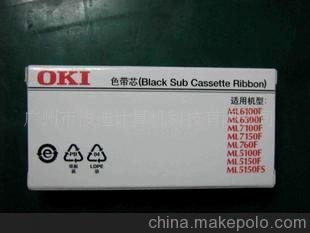 OKI
色带芯(Black Sub Cassette Ribbon)
适用机型:
ML6100F
ML6300F
ML7100F
ML7150F
ML760F
ML5100F
ML5150F
ML5150FS
china.makepolo.com